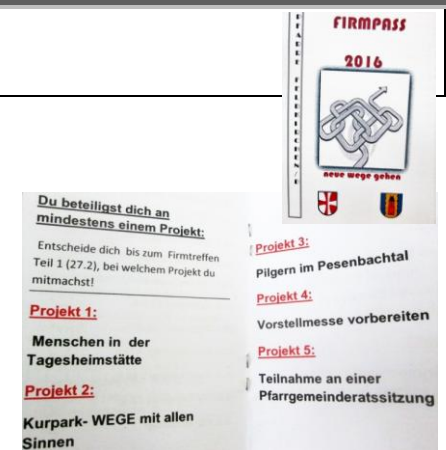 FIRMPASS
2016
PFARRE FELDKIRCHEN/D
neue wege gehen
Du beteiligst dich an
mindestens einem Projekt:
Entscheide dich bis zum Firmtreffen
Teil 1 (27.2), bei welchem Projekt du
mitmachst!
Projekt 1:
Menschen in der
Tagesheimstätte
Projekt 2:
Kurpark- WEGE mit allen
Sinnen
Projekt 3:
Pilgern im Pesenbachtal
Projekt 4:
Vorstellmesse vorbereiten
Projekt 5:
Teilnahme an einer
Pfarrgemeinderatssitzung